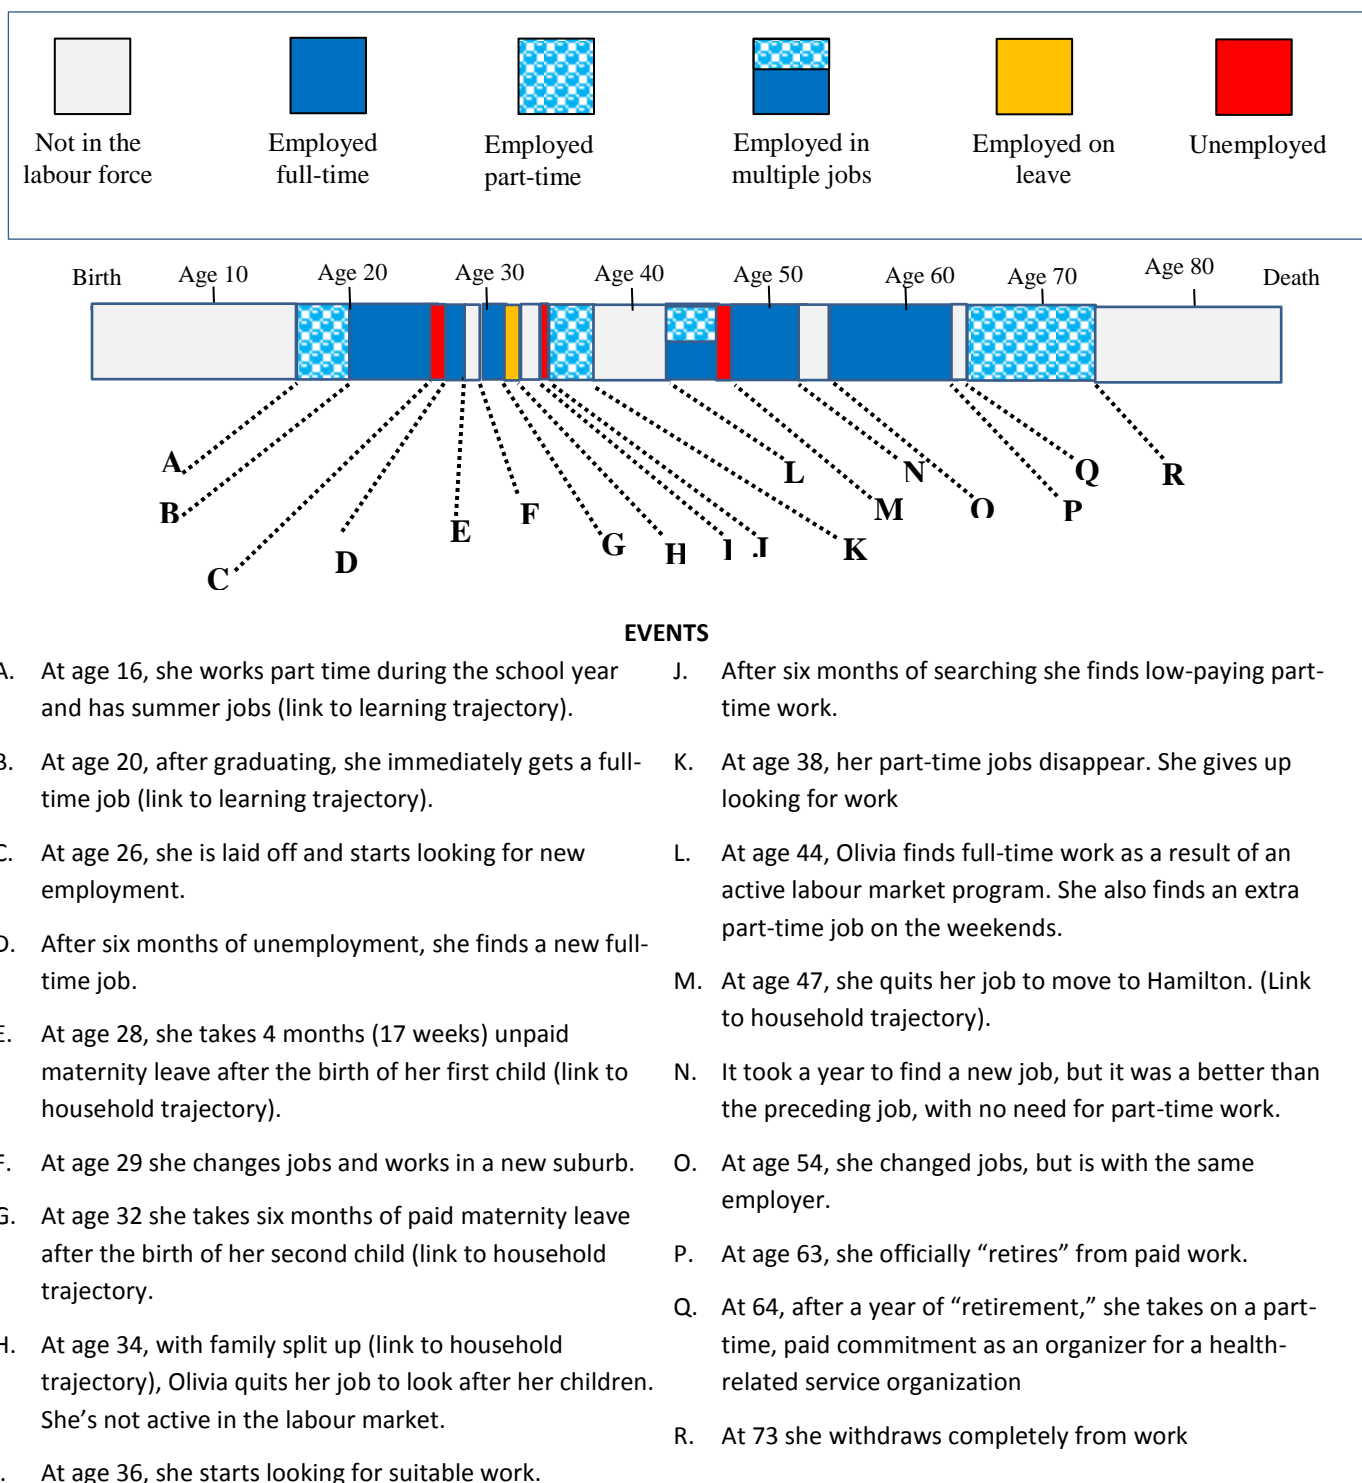 Not in the
labour force
Employed
full-time
Employed
part-time
Employed in
multiple jobs
Employed on
leave
Unemployed
Birth Age 10 Age 20 Age 30 Age 40 Age 50 Age 60 Age 70 Age 80 Death
A
B
C
D
E
F
G
H
I
J
K
L
M
N
O
P
Q
R
EVENTS
A. At age 16, she works part time during the school year
and has summer jobs (link to learning trajectory).
B. At age 20, after graduating, she immediately gets a full-
time job (link to learning trajectory).
C. At age 26, she is laid off and starts looking for new
employment.
D. After six months of unemployment, she finds a new full-
time job.
E. At age 28, she takes 4 months (17 weeks) unpaid
maternity leave after the birth of her first child (link to
household trajectory).
F. At age 29 she changes jobs and works in a new suburb.
G. At age 32 she takes six months of paid maternity leave
after the birth of her second child (link to household
trajectory.
H. At age 34, with family split up (link to household
trajectory), Olivia quits her job to look after her children.
She's not active in the labour market.
. At age 36, she starts looking for suitable work.
J. After six months of searching she finds low-paying part-
time work.
K. At age 38, her part-time jobs disappear. She gives up
looking for work
L. At age 44, Olivia finds full-time work as a result of an
active labour market program. She also finds an extra
part-time job on the weekends.
M. At age 47, she quits her job to move to Hamilton. (Link
to household trajectory).
N. It took a year to find a new job, but it was a better than
the preceding job, with no need for part-time work.
O. At age 54, she changed jobs, but is with the same
employer.
P. At age 63, she officially “retires” from paid work.
Q. At 64, after a year of “retirement,” she takes on a part-
time, paid commitment as an organizer for a health-
related service organization
R. At 73 she withdraws completely from work